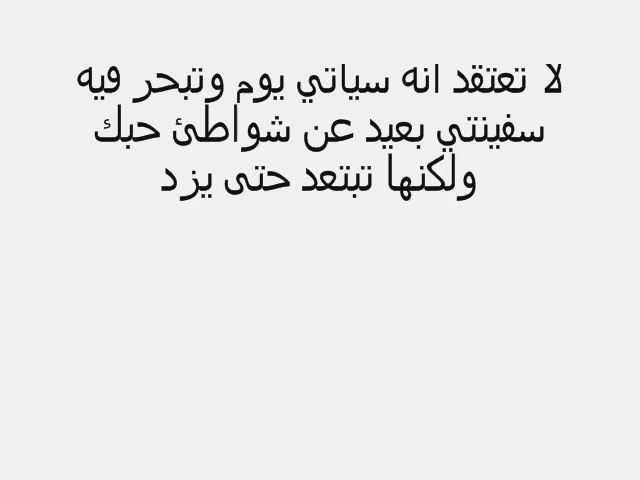 لا تعتقد انه سياتي يوم وتبحر فيه
سفينتي بعيد عن شواطئ حبك
ولكنها تبتعد حتى يزد